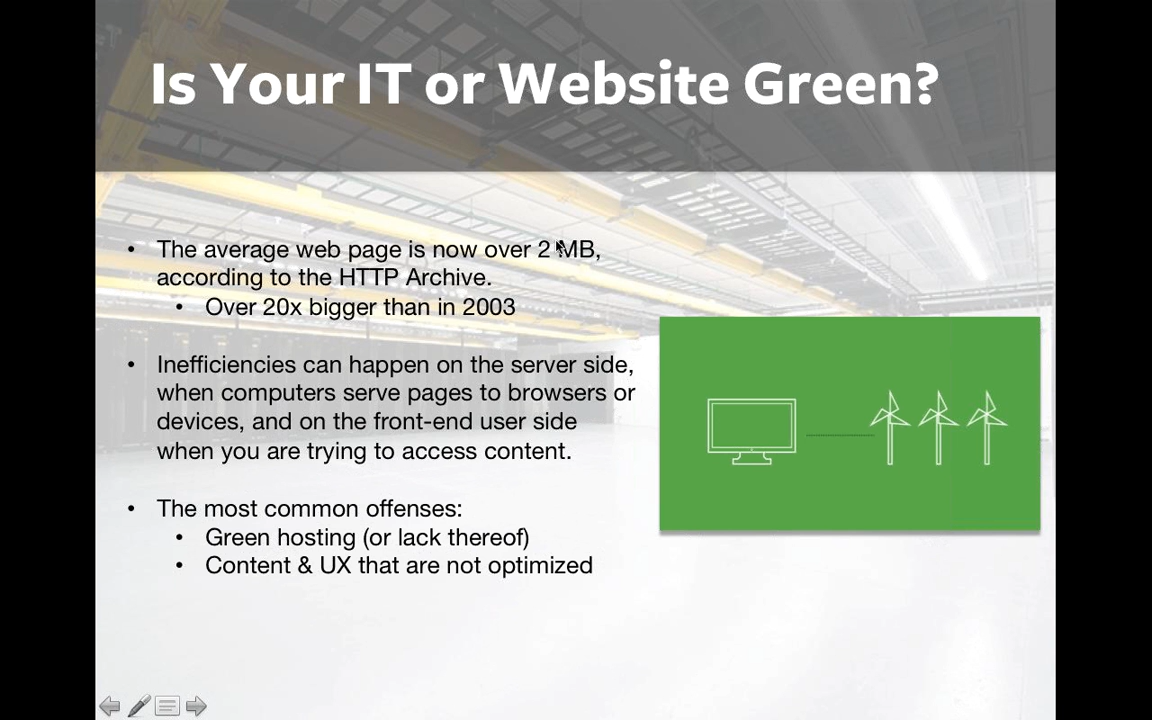 Is Your IT or Website Green?
• The average web page is now over 2 MB,
according to the HTTP Archive.
• Over 20x bigger than in 2003
• Inefficiencies can happen on the server side,
when computers serve pages to browsers or
devices, and on the front-end user side
when you are trying to access content.
• The most common offenses:
• Green hosting (or lack thereof)
• Content & UX that are not optimized